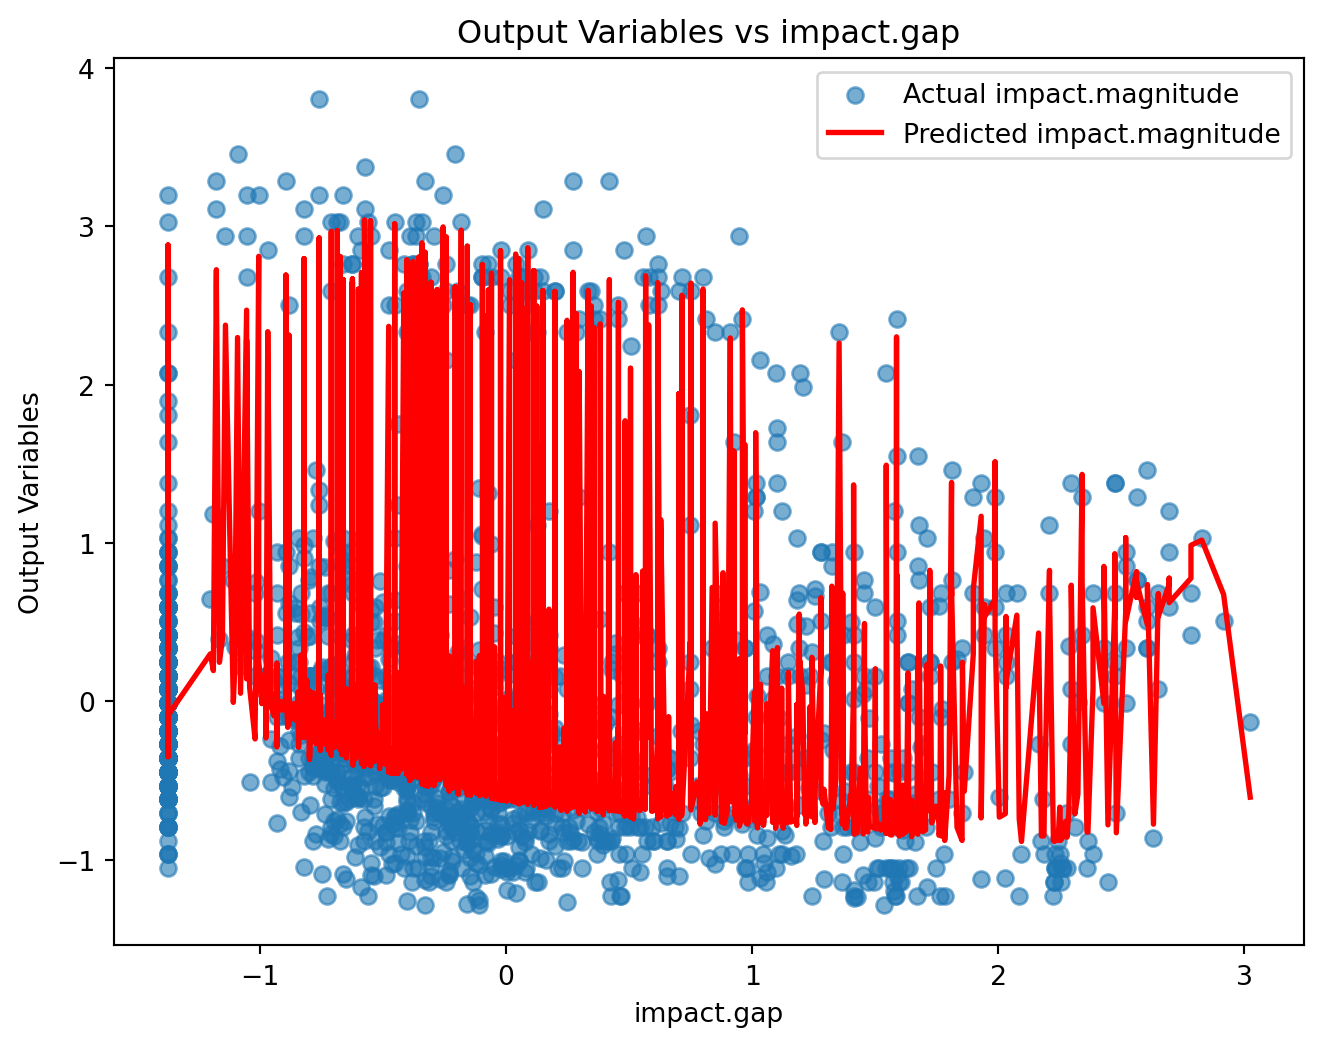 Output Variables vs impact.gap
Actual impact.magnitude
Predicted impact.magnitude
4
3
2
1
0
−1
Output Variables
−1
0
1
2
3
impact.gap